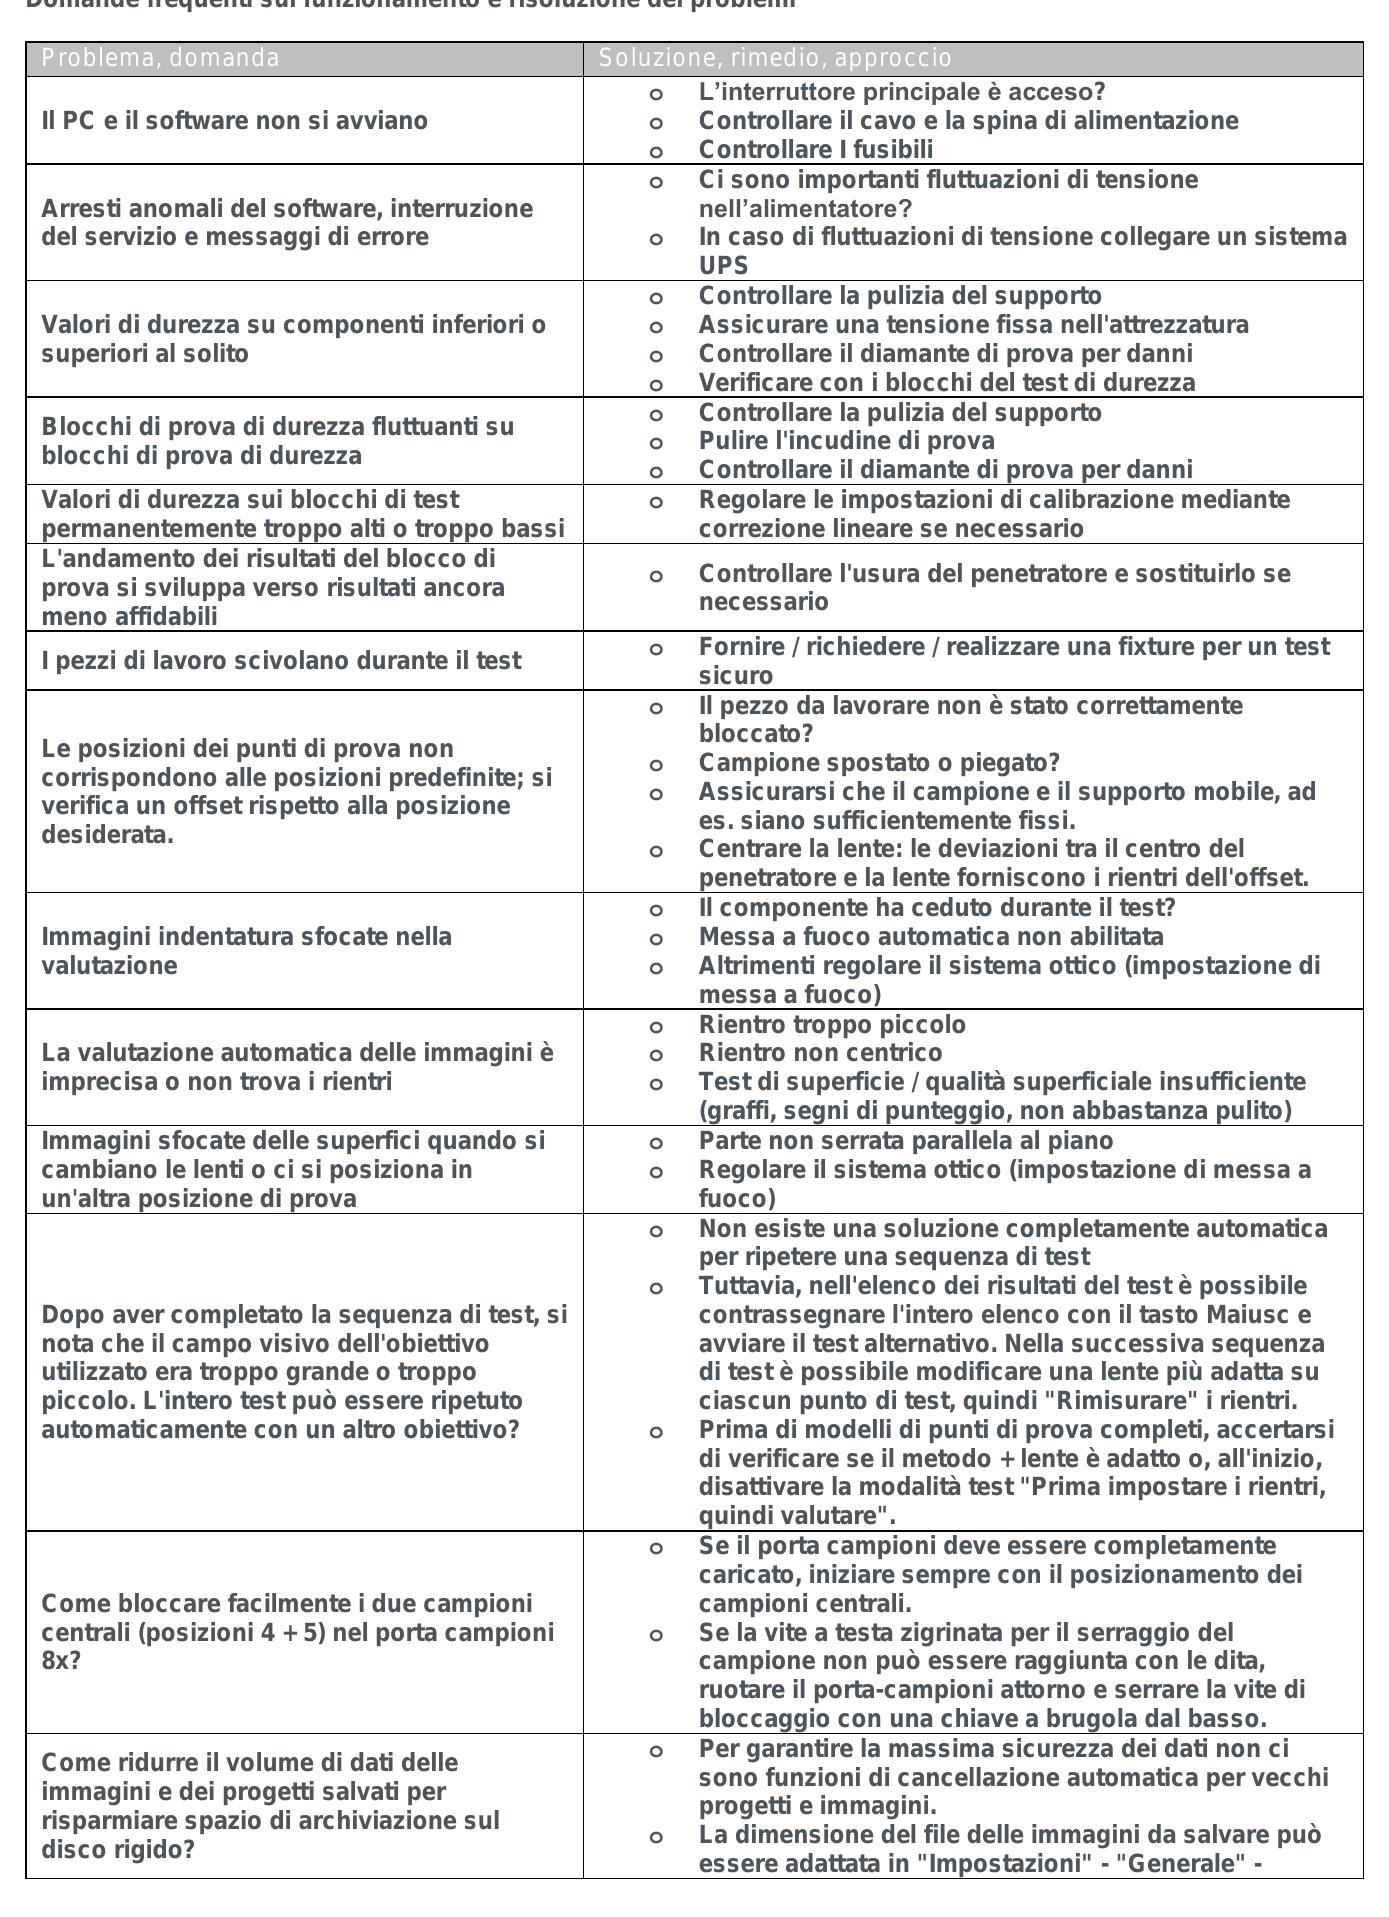 Domande frequenti sul funzionamento e risoluzione dei problemi
Problema, domanda
Soluzione, rimedio, approccio
Il PC e il software non si avviano
o L’interruttore principale è acceso?
o Controllare il cavo e la spina di alimentazione
o Controllare I fusibili
Arresti anomali del software, interruzione
del servizio e messaggi di errore
o Ci sono importanti fluttuazioni di tensione
nell’alimentatore?
o In caso di fluttuazioni di tensione collegare un sistema
UPS
Valori di durezza su componenti inferiori o
superiori al solito
o Controllare la pulizia del supporto
o Assicurare una tensione fissa nell'attrezzatura
o Controllare il diamante di prova per danni
o Verificare con i blocchi del test di durezza
Blocchi di prova di durezza fluttuanti su
blocchi di prova di durezza
o Controllare la pulizia del supporto
o Pulire l'incudine di prova
o Controllare il diamante di prova per danni
Valori di durezza sui blocchi di test
permanentemente troppo alti o troppo bassi
o Regolare le impostazioni di calibrazione mediante
correzione lineare se necessario
L'andamento dei risultati del blocco di
prova si sviluppa verso risultati ancora
meno affidabili
o Controllare l'usura del penetratore e sostituirlo se
necessario
I pezzi di lavoro scivolano durante il test
o Fornire / richiedere / realizzare una fixture per un test
sicuro
Le posizioni dei punti di prova non
corrispondono alle posizioni predefinite; si
verifica un offset rispetto alla posizione
desiderata.
o Il pezzo da lavorare non è stato correttamente
bloccato?
o Campione spostato o piegato?
o Assicurarsi che il campione e il supporto mobile, ad
es. siano sufficientemente fissi.
o Centrare la lente: le deviazioni tra il centro del
penetratore e la lente forniscono i rientri dell'offset.
Immagini indentatura sfocate nella
valutazione
o Il componente ha ceduto durante il test?
o Messa a fuoco automatica non abilitata
o Altrimenti regolare il sistema ottico (impostazione di
messa a fuoco)
La valutazione automatica delle immagini è
imprecisa o non trova i rientri
o Rientro troppo piccolo
o Rientro non centrico
o Test di superficie / qualità superficiale insufficiente
(graffi, segni di punteggio, non abbastanza pulito)
Immagini sfocate delle superfici quando si
cambiano le lenti o ci si posiziona in
un'altra posizione di prova
o Parte non serrata parallela al piano
o Regolare il sistema ottico (impostazione di messa a
fuoco)
Dopo aver completato la sequenza di test, si
nota che il campo visivo dell'obiettivo
utilizzato era troppo grande o troppo
piccolo. L'intero test può essere ripetuto
automaticamente con un altro obiettivo?
o Non esiste una soluzione completamente automatica
per ripetere una sequenza di test
o Tuttavia, nell'elenco dei risultati del test è possibile
contrassegnare l'intero elenco con il tasto Maiusc e
avviare il test alternativo. Nella successiva sequenza
di test è possibile modificare una lente più adatta su
ciascun punto di test, quindi "Rimisurare" i rientri.
o Prima di modelli di punti di prova completi, accertarsi
di verificare se il metodo + lente è adatto o, all'inizio,
disattivare la modalità test "Prima impostare i rientri,
quindi valutare".
Come bloccare facilmente i due campioni
centrali (posizioni 4 + 5) nel porta campioni
8x?
o Se il porta campioni deve essere completamente
caricato, iniziare sempre con il posizionamento dei
campioni centrali.
o Se la vite a testa zigrinata per il serraggio del
campione non può essere raggiunta con le dita,
ruotare il porta-campioni attorno e serrare la vite di
bloccaggio con una chiave a brugola dal basso.
Come ridurre il volume di dati delle
immagini e dei progetti salvati per
risparmiare spazio di archiviazione sul
disco rigido?
o Per garantire la massima sicurezza dei dati non ci
sono funzioni di cancellazione automatica per vecchi
progetti e immagini.
o La dimensione del file delle immagini da salvare può
essere adattata in "Impostazioni" - "Generale" -